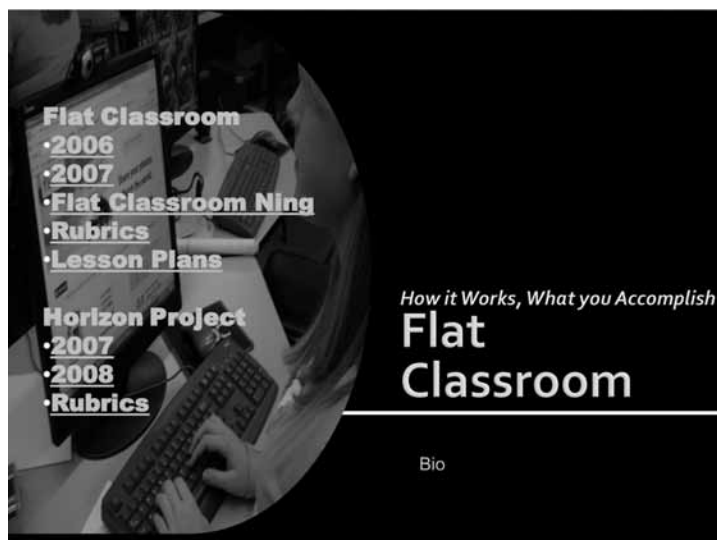 Flat Classroom
•2006
•2007
•Flat Classroom Ning
•Rubrics
•Lesson Plans
Horizon Project
•2007
•2008
•Rubrics
How it Works, What you Accomplish
Flat
Classroom
Bio